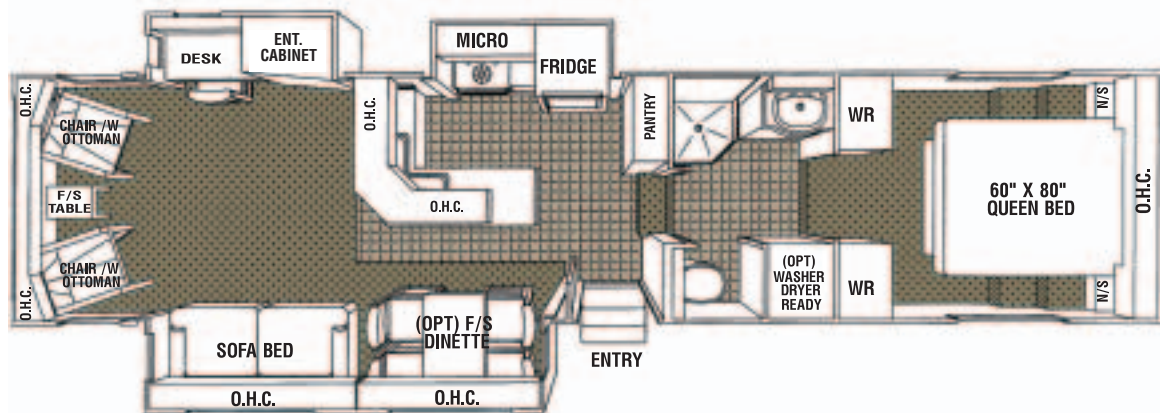 DESK
ENT.
CABINET
MICRO
FRIDGE
O.H.C.
CHAIR /W
OTTOMAN
O.H.C.
PANTRY
WR
N/S
F/S
TABLE
O.H.C.
60" X 80"
QUEEN BED
O.H.C.
CHAIR /W
OTTOMAN
O.H.C.
(OPT)
WASHER
DRYER
READY
WR
N/S
SOFA BED
(OPT) F/S
DINETTE
ENTRY
O.H.C.
O.H.C.